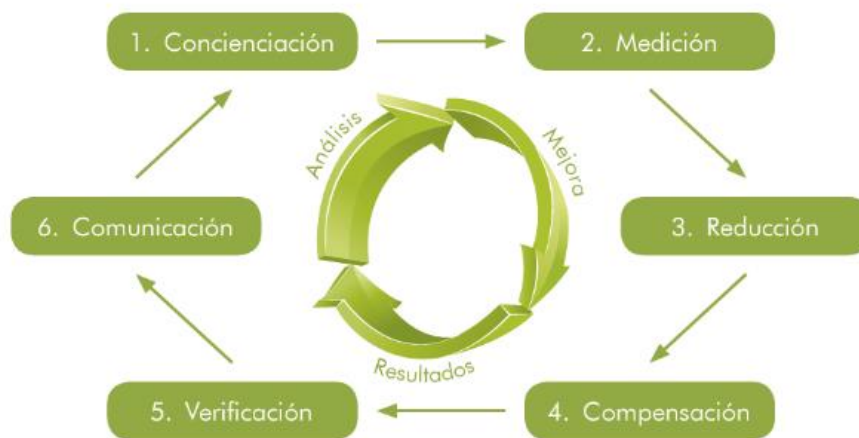 1. Concienciación
2. Medición
Análisis
Mejora
6. Comunicación
3. Reducción
Resultados
5. Verificación
4. Compensación